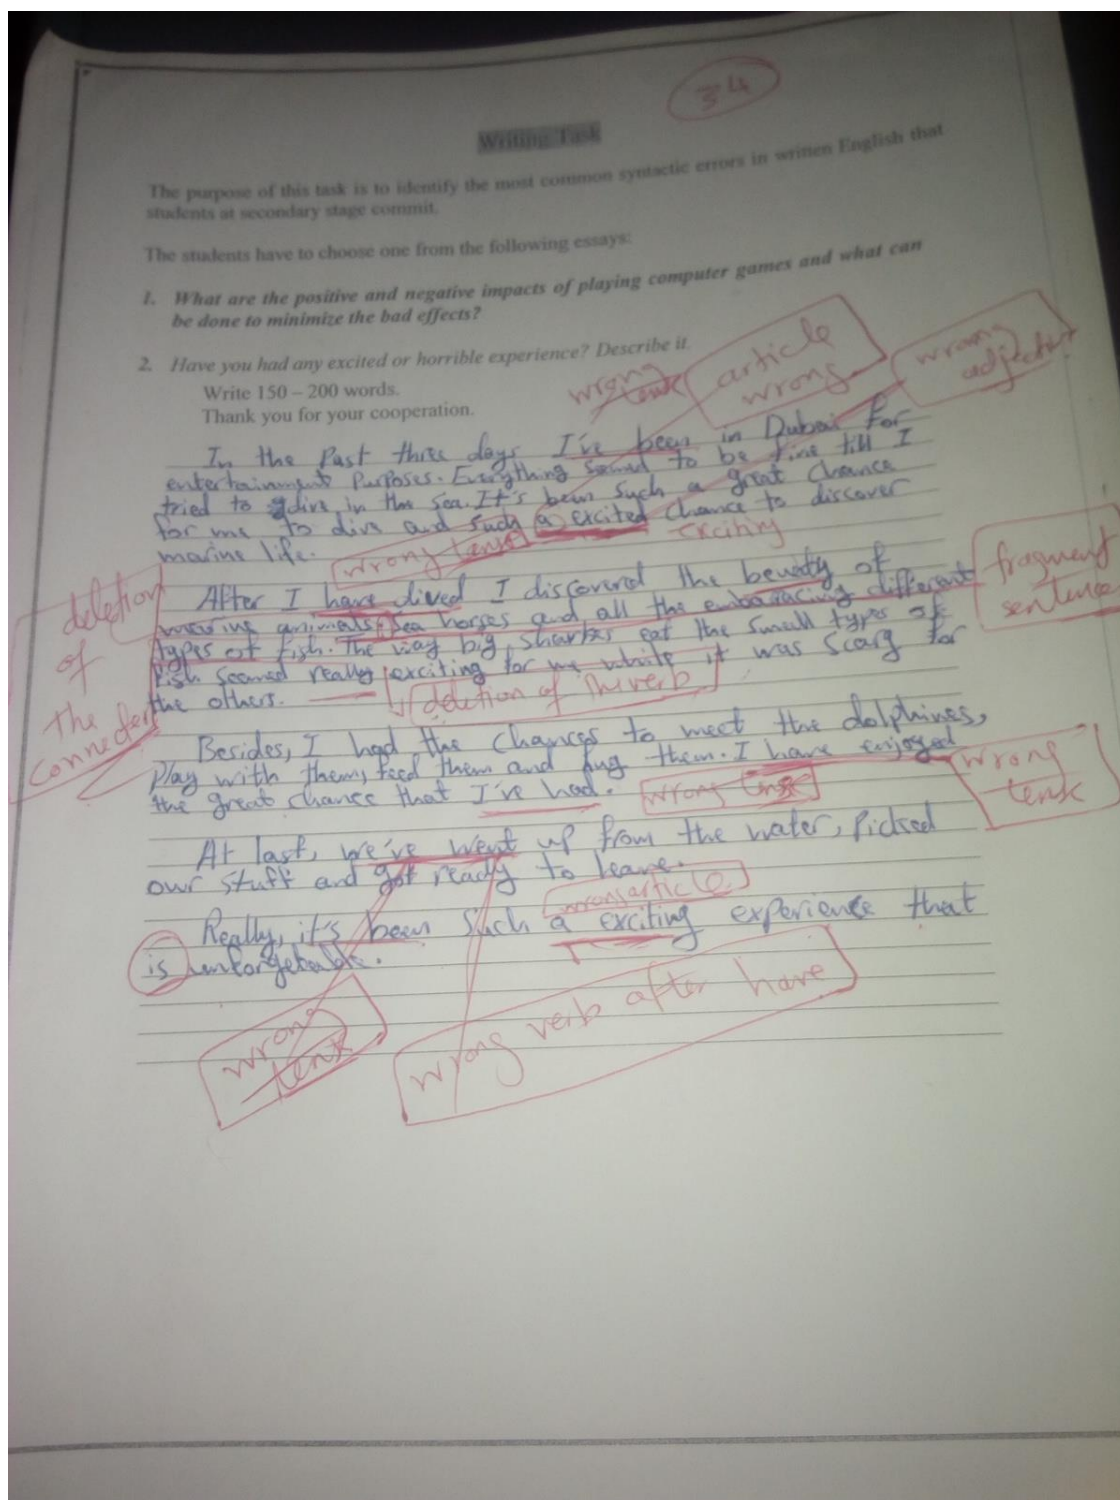 34
Writing Task
The purpose of this task is to identify the most common syntactic errors in written English that
students at secondary stage commit.
The students have to choose one from the following essays:
1. What are the positive and negative impacts of playing computer games and what can
be done to minimize the bad effects?
2. Have you had any excited or horrible experience? Describe it.
Write 150 – 200 words.
Thank you for your cooperation.
wrong
tense
article
wrong
wrong
adjective
In the Past three days I've been in Dubai for
entertainment Purposes. Everything seemed to be fine till I
tried to dive in the sea. It's been such a great chance
for me to dive and such a excited chance to discover
exciting
marine life.
wrong tense
After I have dived I discovered the beuaty of
marine animals, Sea horses and all the different
types of fish. The way big sharkes eat the small types of
fish seemed really exciting for me while it was scary for
the others.
deletion of the verb
deletion
of
the
connecter
fragment
sentence
Besides, I had the chances to meet the dolphines,
Play with them, feed them and hug them. I have enjoyed
the great chance that I've had.
wrong tense
wrong
tense
At last, we've went up from the water, Picked
our stuff and got ready to leave.
wrong article
Really, it's been such a exciting experience that
is unforgetable.
wrong
tense
wrong verb after have